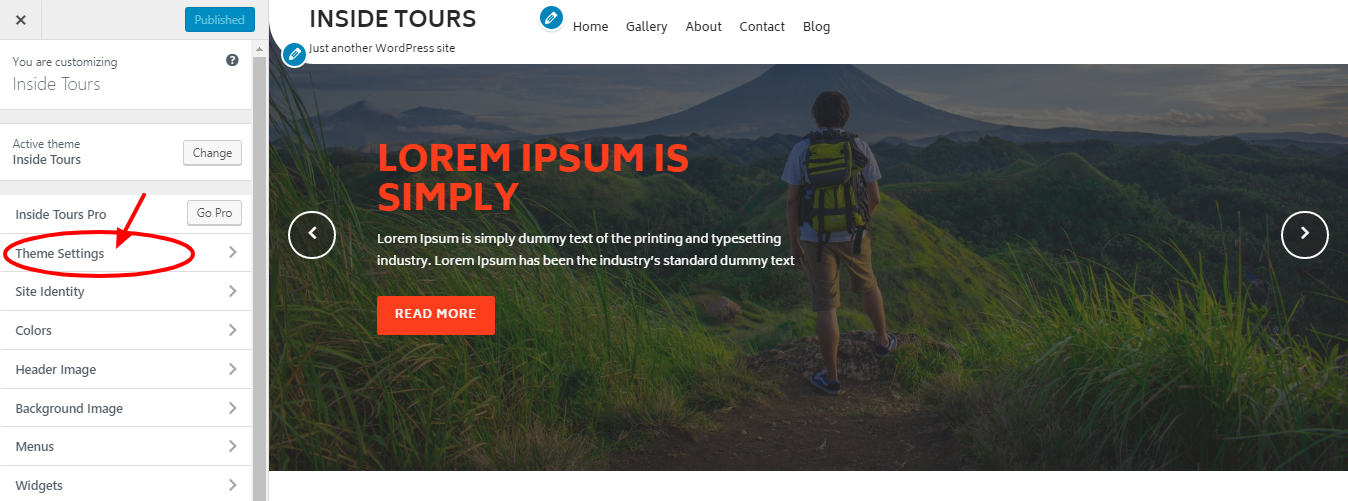 Published
You are customizing
Inside Tours
Active theme
Inside Tours
Change
Inside Tours Pro
Go Pro
Theme Settings
Site Identity
Colors
Header Image
Background Image
Menus
Widgets
INSIDE TOURS
Just another WordPress site
Home Gallery About Contact Blog
LOREM IPSUM IS
SIMPLY
Lorem Ipsum is simply dummy text of the printing and typesetting
industry. Lorem Ipsum has been the industry's standard dummy text
READ MORE